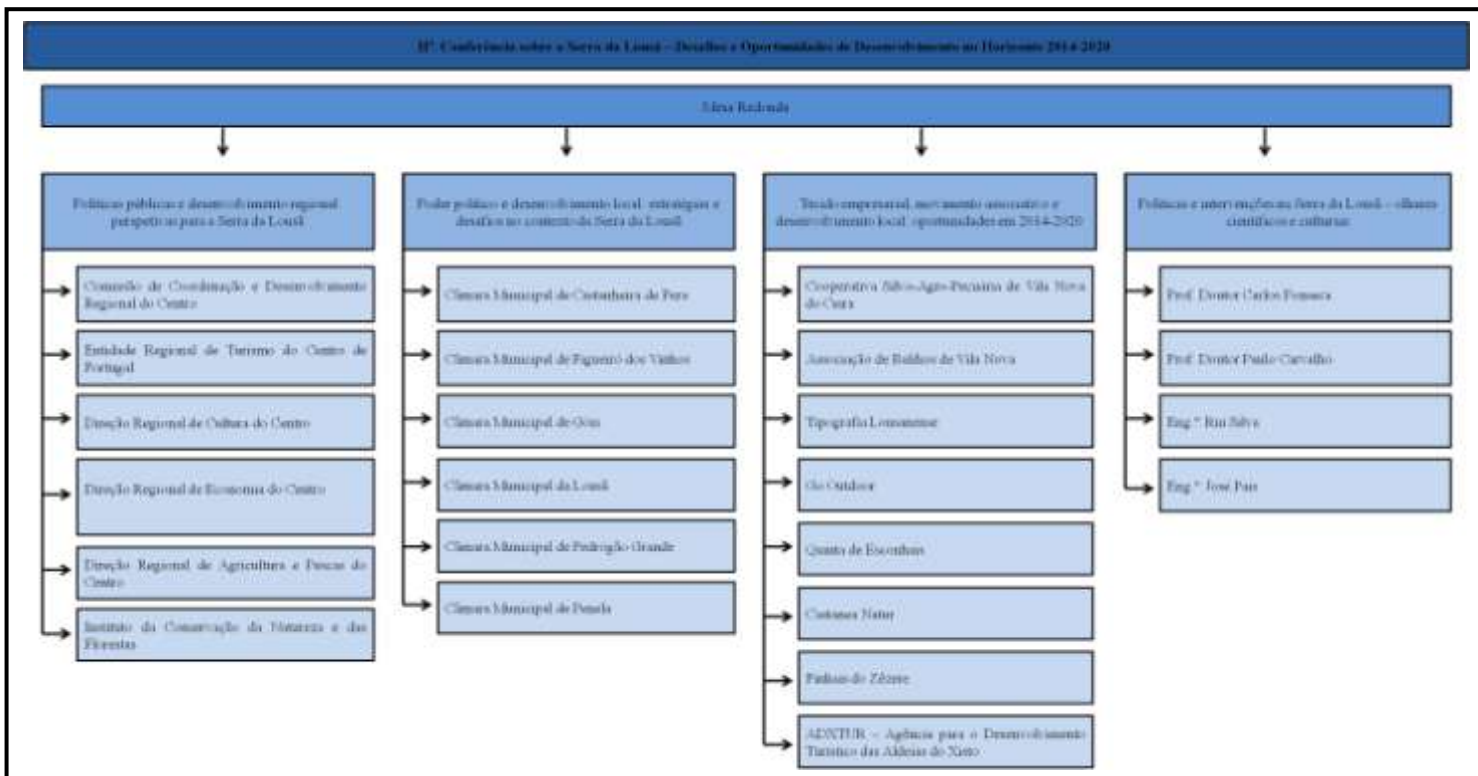 IIª. Conferência sobre a Serra da Lousã – Desafios e Oportunidades de Desenvolvimento no Horizonte 2014-2020
Mesa Redonda
Políticas públicas e desenvolvimento regional:
perspetivas para a Serra da Lousã
Comissão de Coordenação e Desenvolvimento
Regional do Centro
Entidade Regional de Turismo do Centro de
Portugal
Direção Regional de Cultura do Centro
Direção Regional de Economia do Centro
Direção Regional de Agricultura e Pescas do
Centro
Instituto da Conservação da Natureza e das
Florestas
Poder político e desenvolvimento local: estratégias e
desafios no contexto da Serra da Lousã
Câmara Municipal de Castanheira de Pera
Câmara Municipal de Figueiró dos Vinhos
Câmara Municipal de Góis
Câmara Municipal da Lousã
Câmara Municipal de Pedrogão Grande
Câmara Municipal de Penela
Tecido empresarial, movimento associativo e
desenvolvimento local: oportunidades em 2014-2020
Cooperativa Silvo-Agro-Pecuária de Vila Nova
do Ceira
Associação de Baldios de Vila Nova
Tipografia Lousanense
Go Outdoor
Quinta de
Castanea Natur
do Zêzere
ADXTUR – Agência para o Desenvolvimento
Turístico das Aldeias do Xisto
Políticas e intervenções na Serra da Lousã – olhares
científicos e culturais
Prof. Doutor Carlos Fonseca
Prof. Doutor Paulo Carvalho
Eng.º Rui Silva
Eng.º José Pais